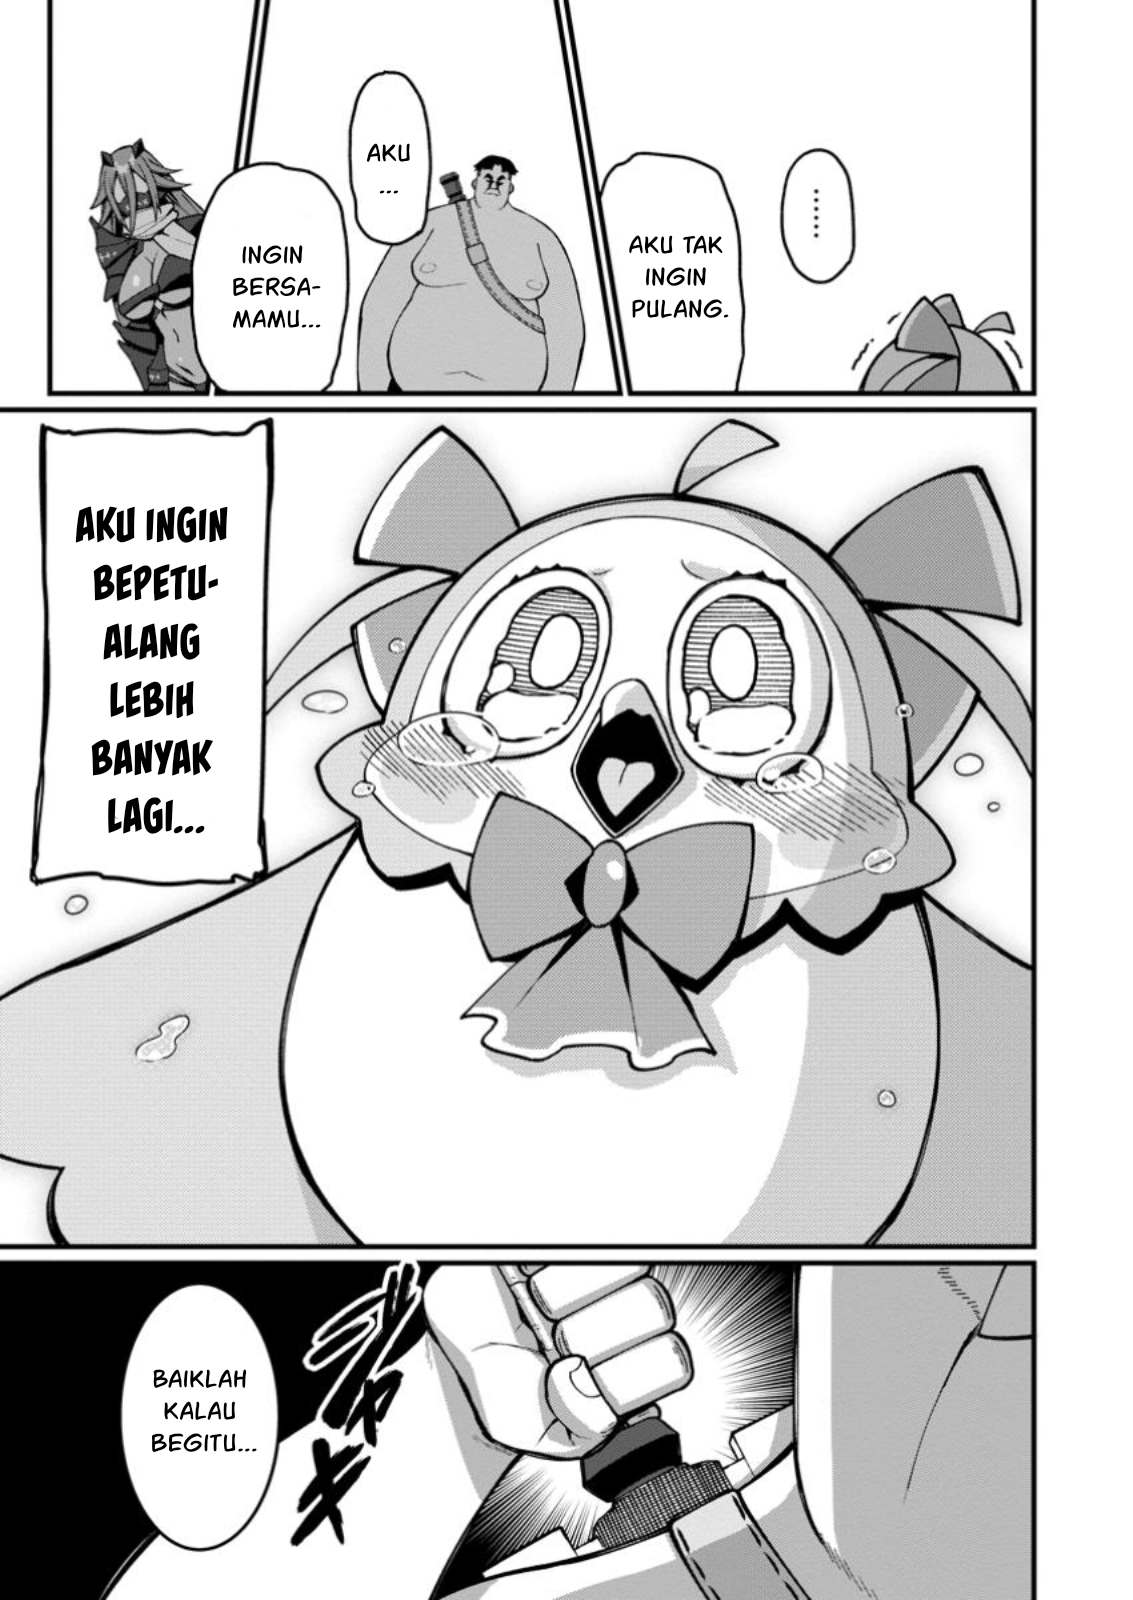 .......
AKU TAK
INGIN
PULANG.
AKU
...
INGIN
BERSA-
MAMU...
AKU INGIN
BEPETU-
ALANG
LEBIH
BANYAK
LAGI...
BAIKLAH
KALAU
BEGITU...